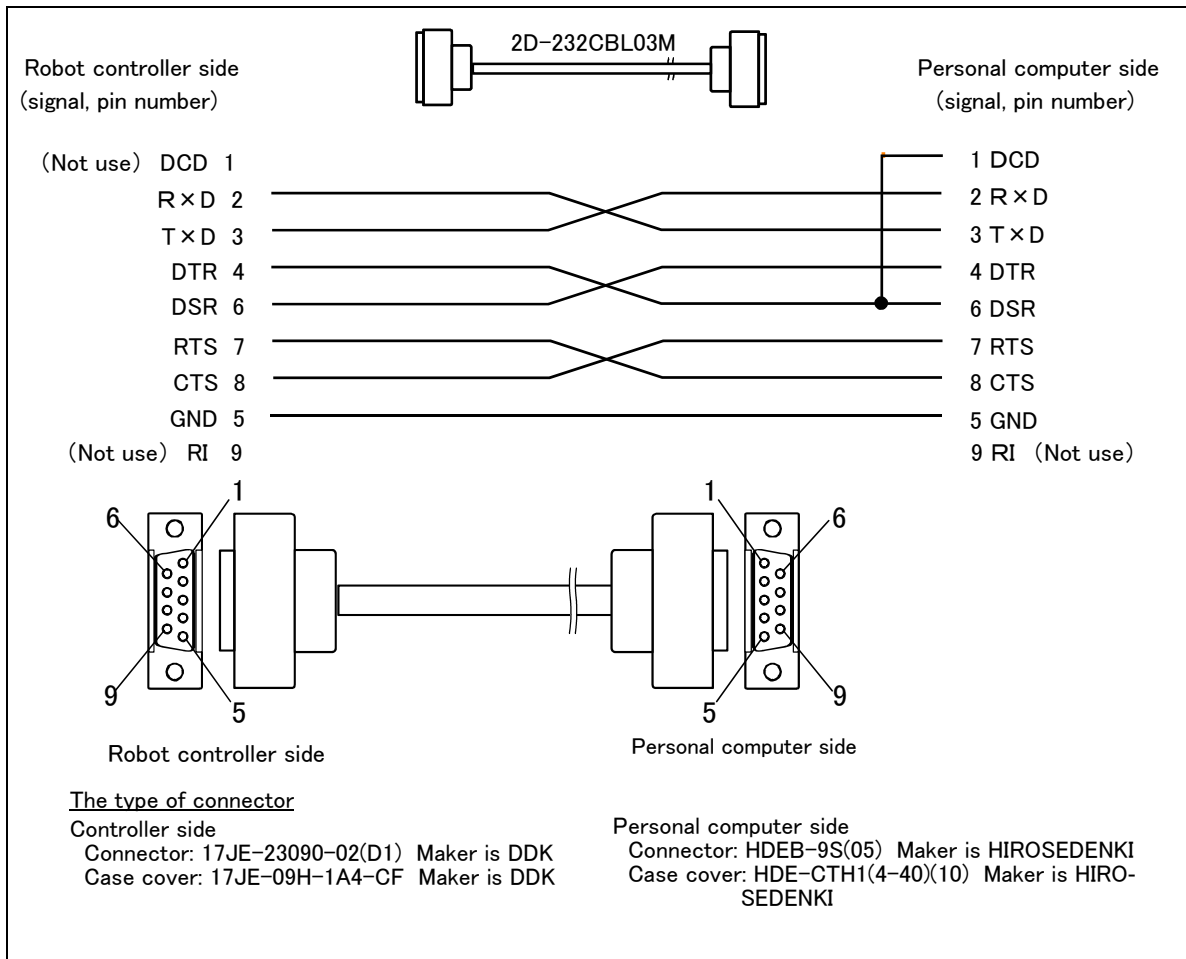 2D-232CBL03M
Robot controller side
(signal, pin number)
Personal computer side
(signal, pin number)
(Not use) DCD 1
R×D 2
T×D 3
DTR 4
DSR 6
RTS 7
CTS 8
GND 5
(Not use) RI 9
1 DCD
2 R×D
3 T×D
4 DTR
6 DSR
7 RTS
8 CTS
5 GND
9 RI (Not use)
1
6
9
5
1
6
5
9
Robot controller side
Personal computer side
The type of connector
Controller side
Connector: 17JE-23090-02(D1) Maker is DDK
Case cover: 17JE-09H-1A4-CF Maker is DDK
Personal computer side
Connector: HDEB-9S(05) Maker is HIROSEDENKI
Case cover: HDE-CTH1(4-40)(10) Maker is HIRO-
SEDENKI